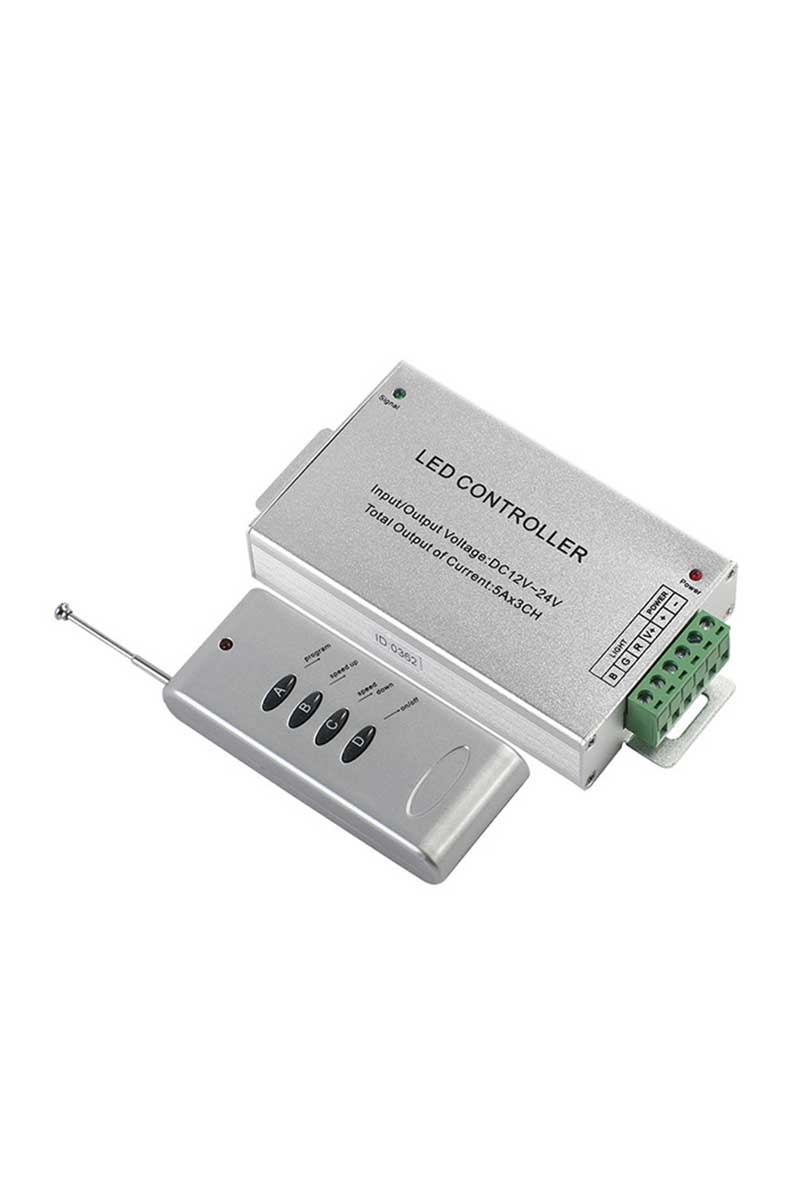 Signal
LED CONTROLLER
Input/Output Voltage:DC12V~24V
Total Output of Current:5Ax3CH
Power
LIGHT POWER
B G R V+ + -
ID:0362
A program
B speed up
C speed down
D on/off